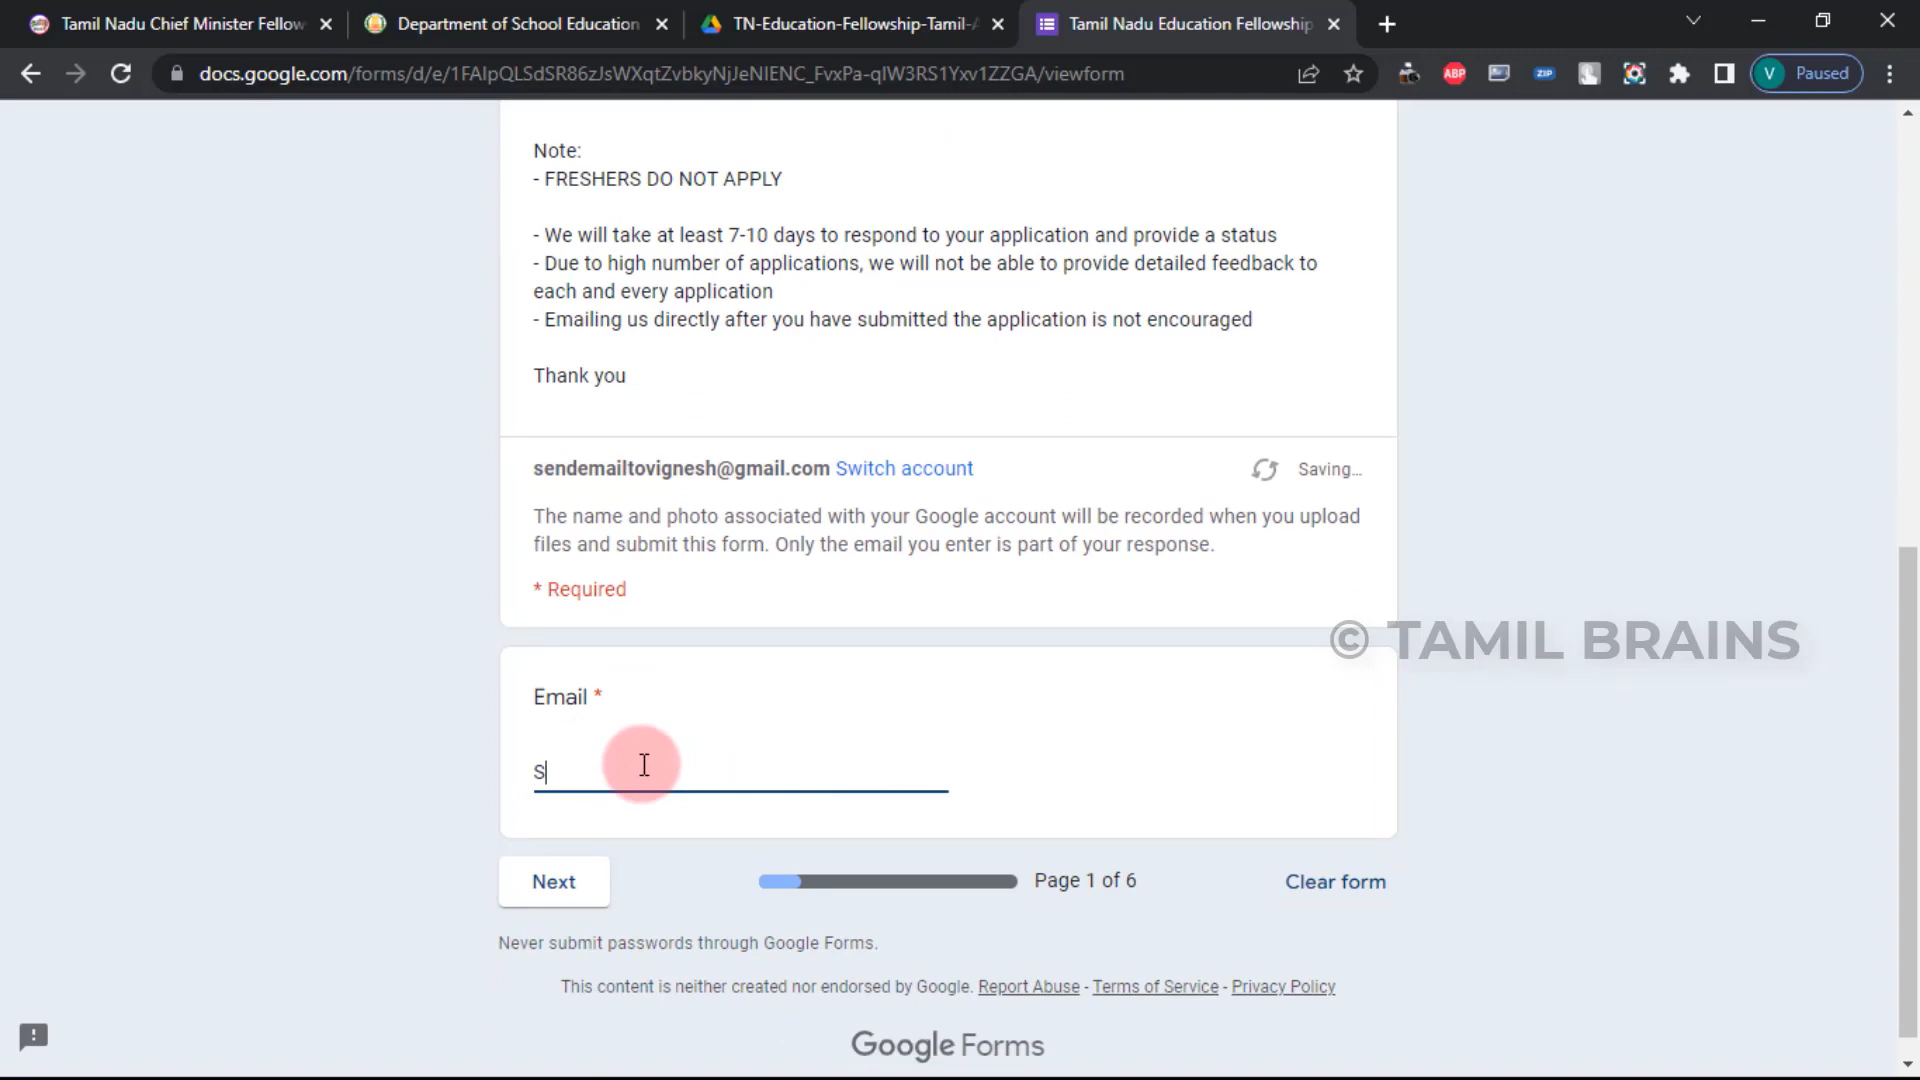 Tamil Nadu Chief Minister Fellow
Department of School Education
TN-Education-Fellowship-Tamil-
Tamil Nadu Education Fellowship
docs.google.com/forms/d/e/1FAIpQLSdSR86zJsWXqtZvbkyNjJeNIENC_FvxPa-qIW3RS1Yxv1ZZGA/viewform
ABP
ZIP
V Paused
Note:
- FRESHERS DO NOT APPLY
- We will take at least 7-10 days to respond to your application and provide a status
- Due to high number of applications, we will not be able to provide detailed feedback to
each and every application
- Emailing us directly after you have submitted the application is not encouraged
Thank you
sendemailtovignesh@gmail.com Switch account
Saving...
The name and photo associated with your Google account will be recorded when you upload
files and submit this form. Only the email you enter is part of your response.
* Required
© TAMIL BRAINS
Email *
S
Next
Page 1 of 6
Clear form
Never submit passwords through Google Forms.
This content is neither created nor endorsed by Google. Report Abuse - Terms of Service - Privacy Policy
Google Forms